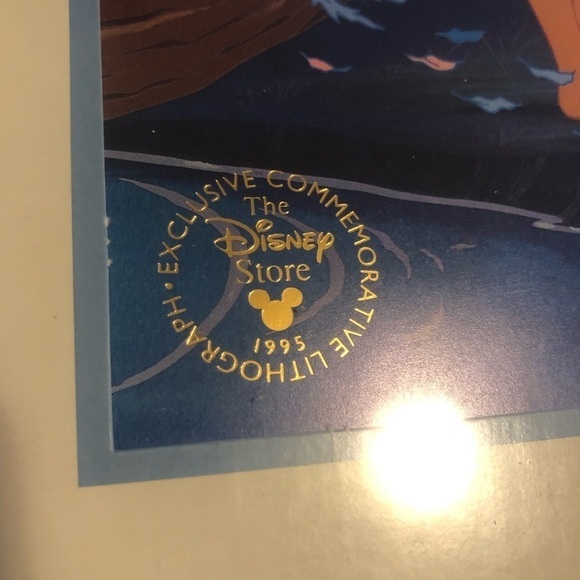 EXCLUSIVE COMMEMORATIVE LITHOGRAPH •
The
Disney
Store
1995